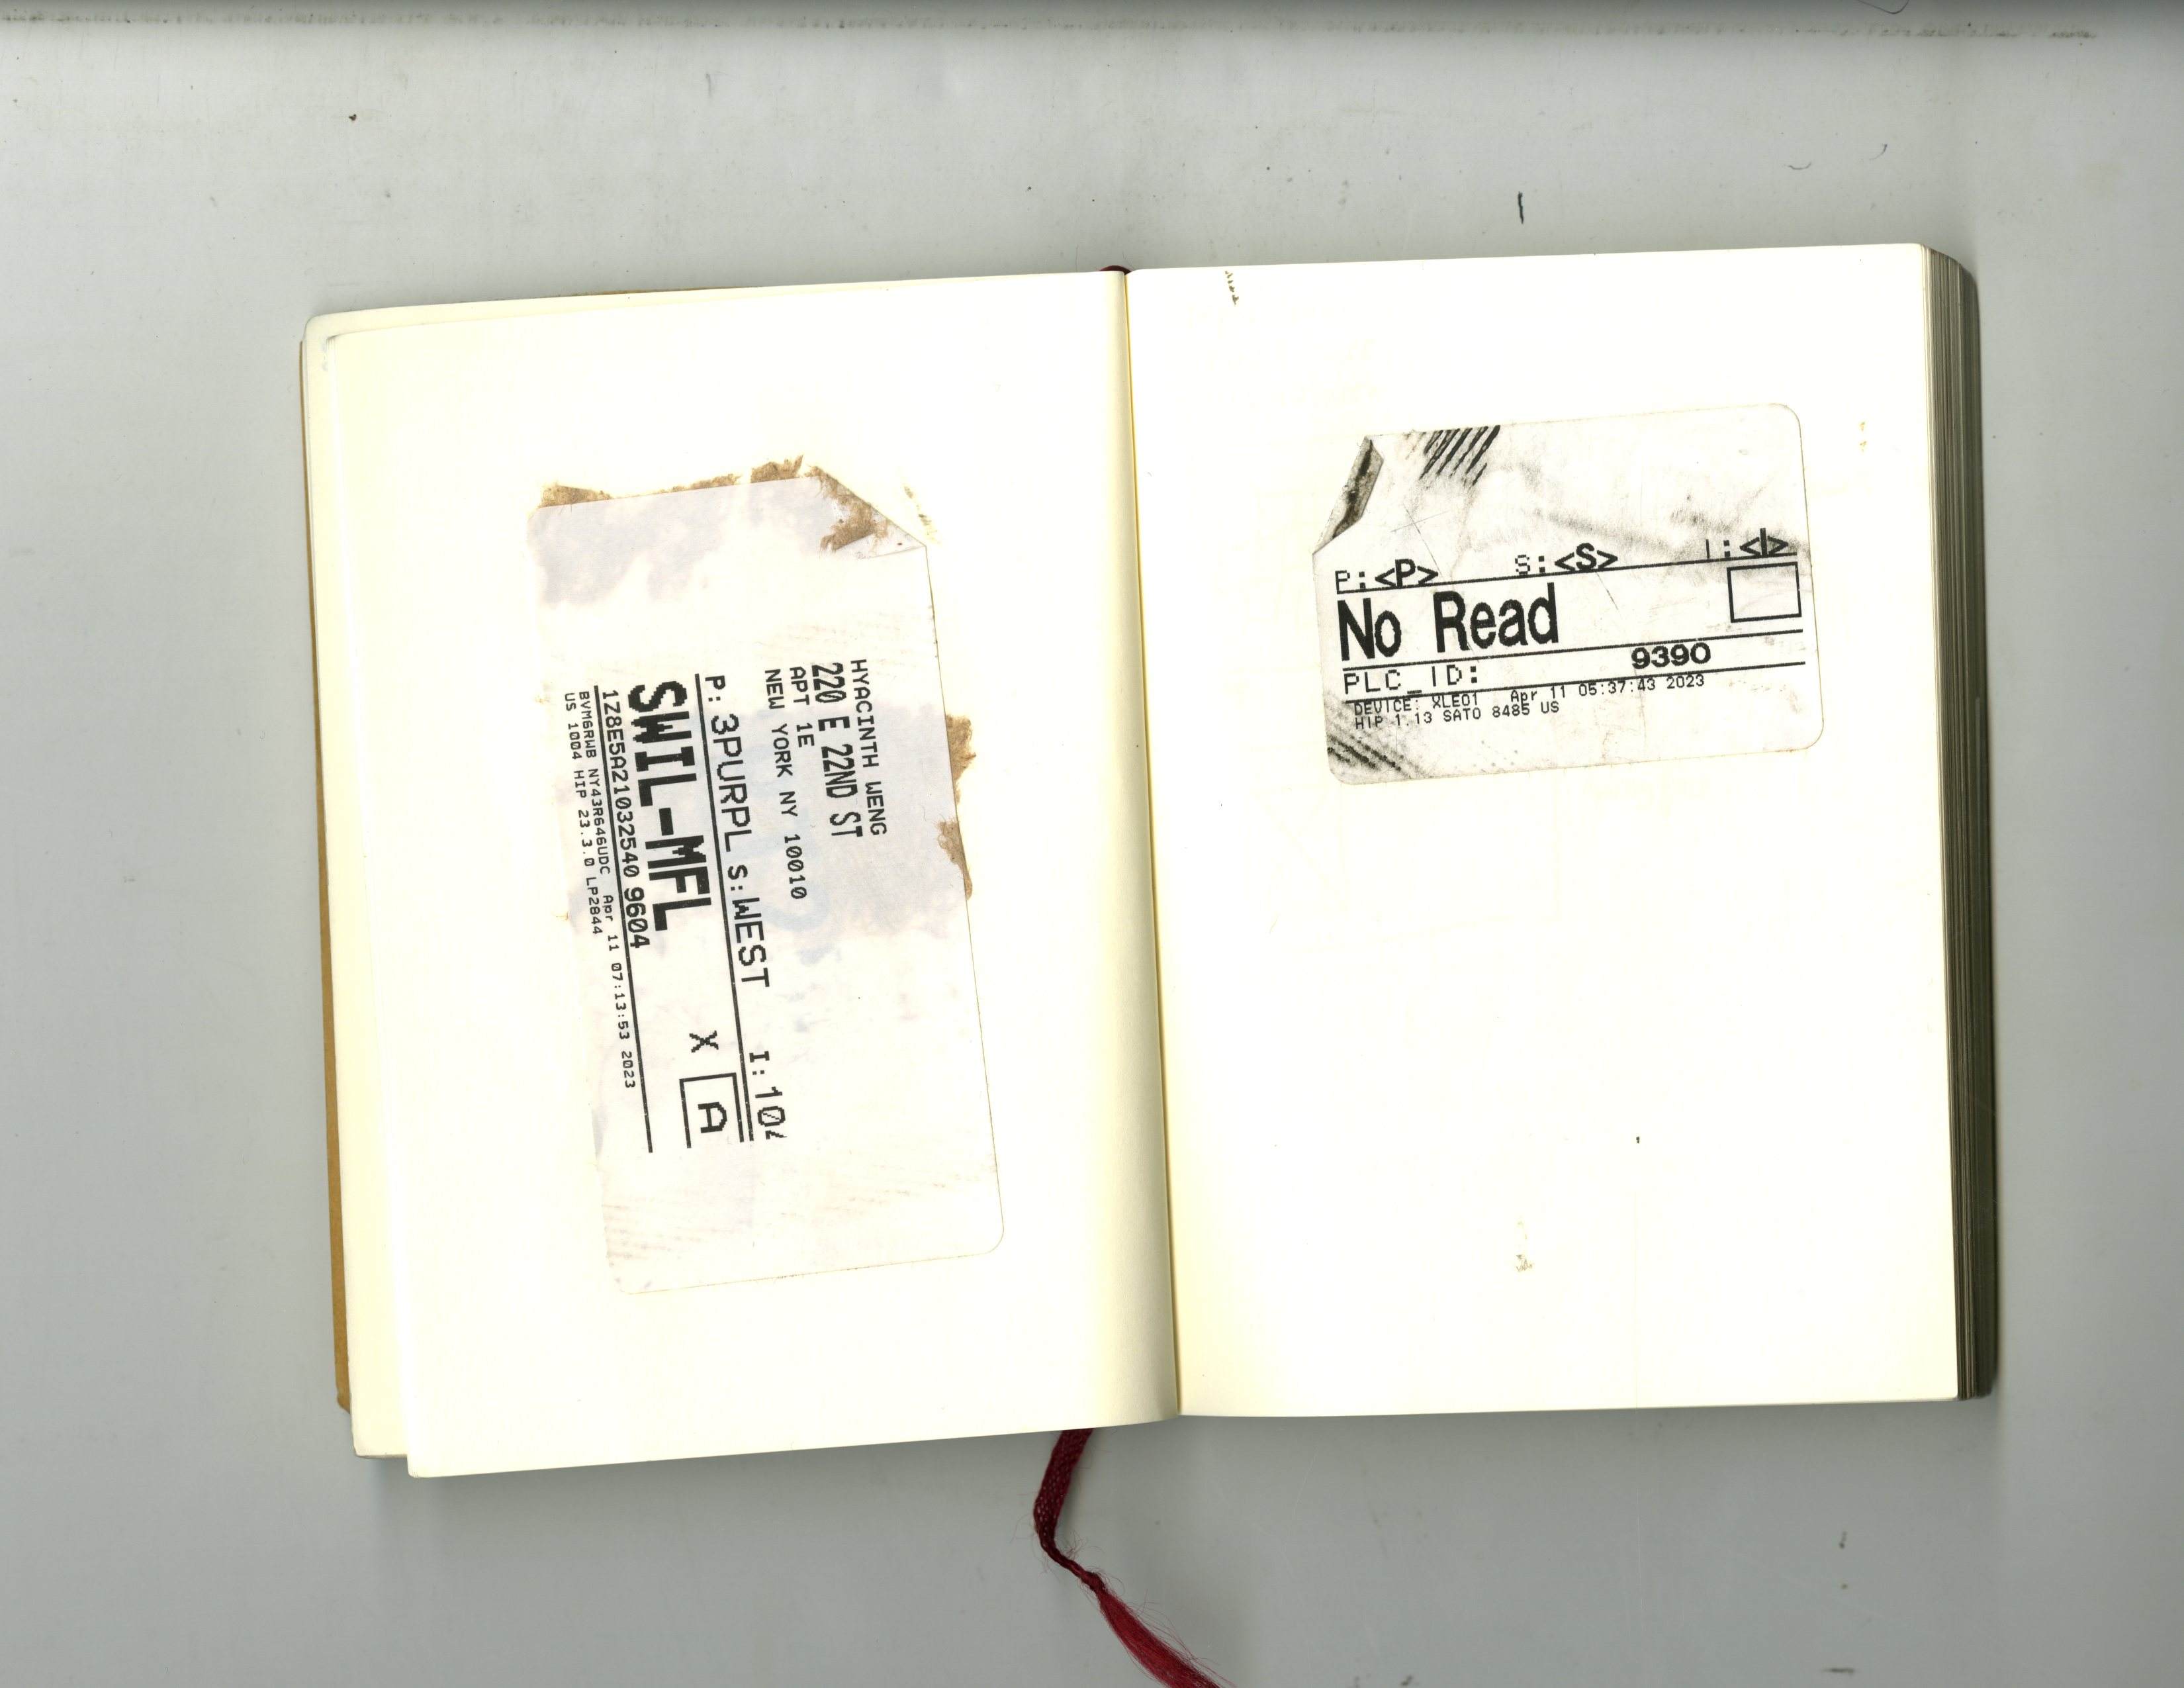 HYACINTH WENG
220 E 22ND ST
APT 1E
NEW YORK NY 10010
P: 3PURPL S:WEST I:10
SWIL-MFL X A
1Z8E5A21032540 9604
BVM6RWB NY43R646UDC Apr 11 07:13:53 2023
US 1004 HIP 23.3.0 LP2844
P:<P> S:<S> I:<I>
No Read
PLC_ID: 9390
DEVICE: XLE01 Apr 11 05:37:43 2023
HIP 1.13 SATO 8485 US